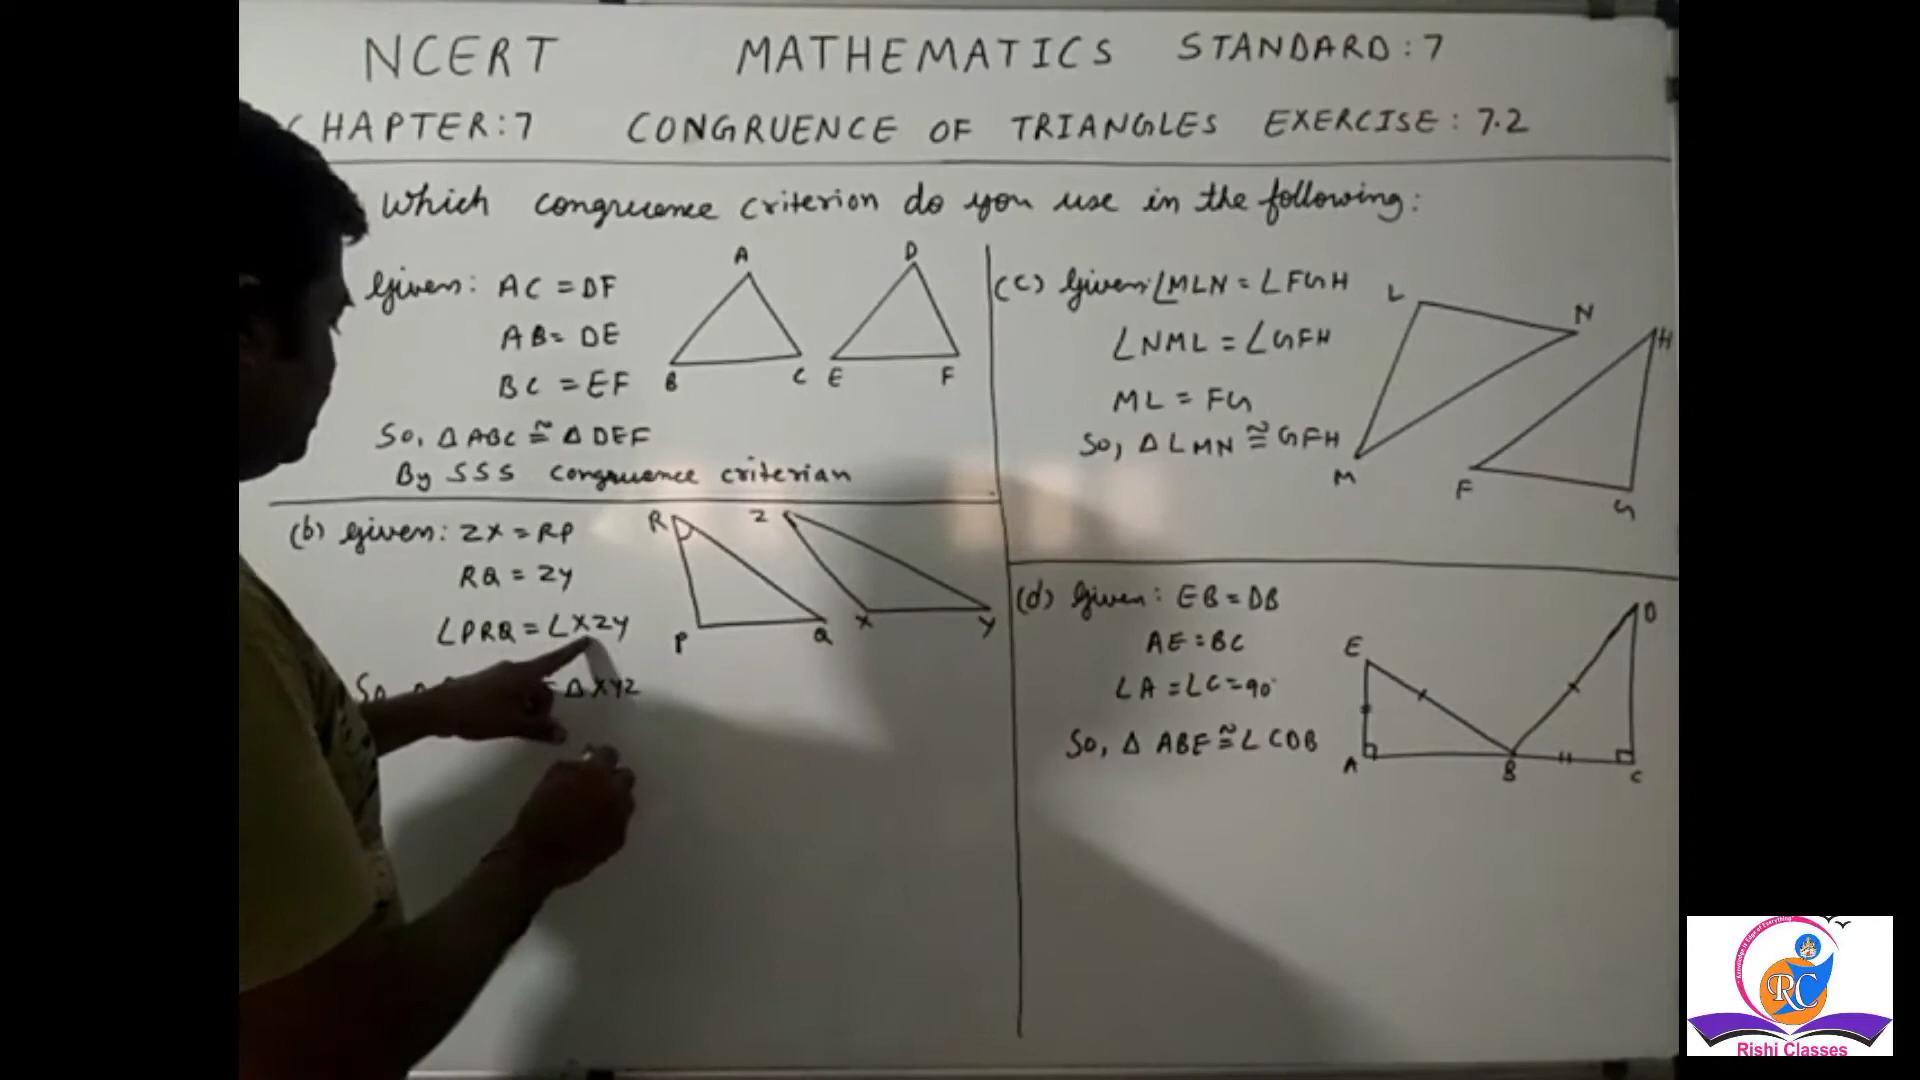 NCERT MATHEMATICS STANDARD: 7
CHAPTER: 7 CONGRUENCE OF TRIANGLES EXERCISE: 7.2
Which congruence criterion do you use in the following:
Given: AC = DF
AB = DE
BC = EF
So, Δ ABC ≅ Δ DEF
By SSS congruence criterian
A
B
C
D
E
F
(b) Given: ZX = RP
RQ = ZY
∠PRQ = ∠XZY
So, Δ XYZ
R
P
Q
Z
X
Y
(c) Given: ∠MLN = ∠FGH
∠NML = ∠GFH
ML = FG
So, Δ LMN ≅ GFH
L
N
M
H
F
G
(d) Given: EB = DB
AE = BC
∠A = ∠C = 90°
So, Δ ABE ≅ ∠ CDB
E
A
B
D
C
RC
Rishi Classes